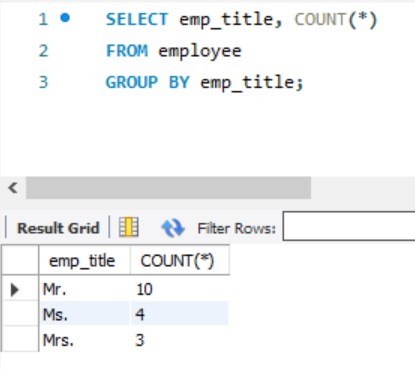 1 SELECT emp_title, COUNT(*)
2 FROM employee
3 GROUP BY emp_title;
Result Grid Filter Rows:
emp_title COUNT(*)
Mr. 10
Ms. 4
Mrs. 3